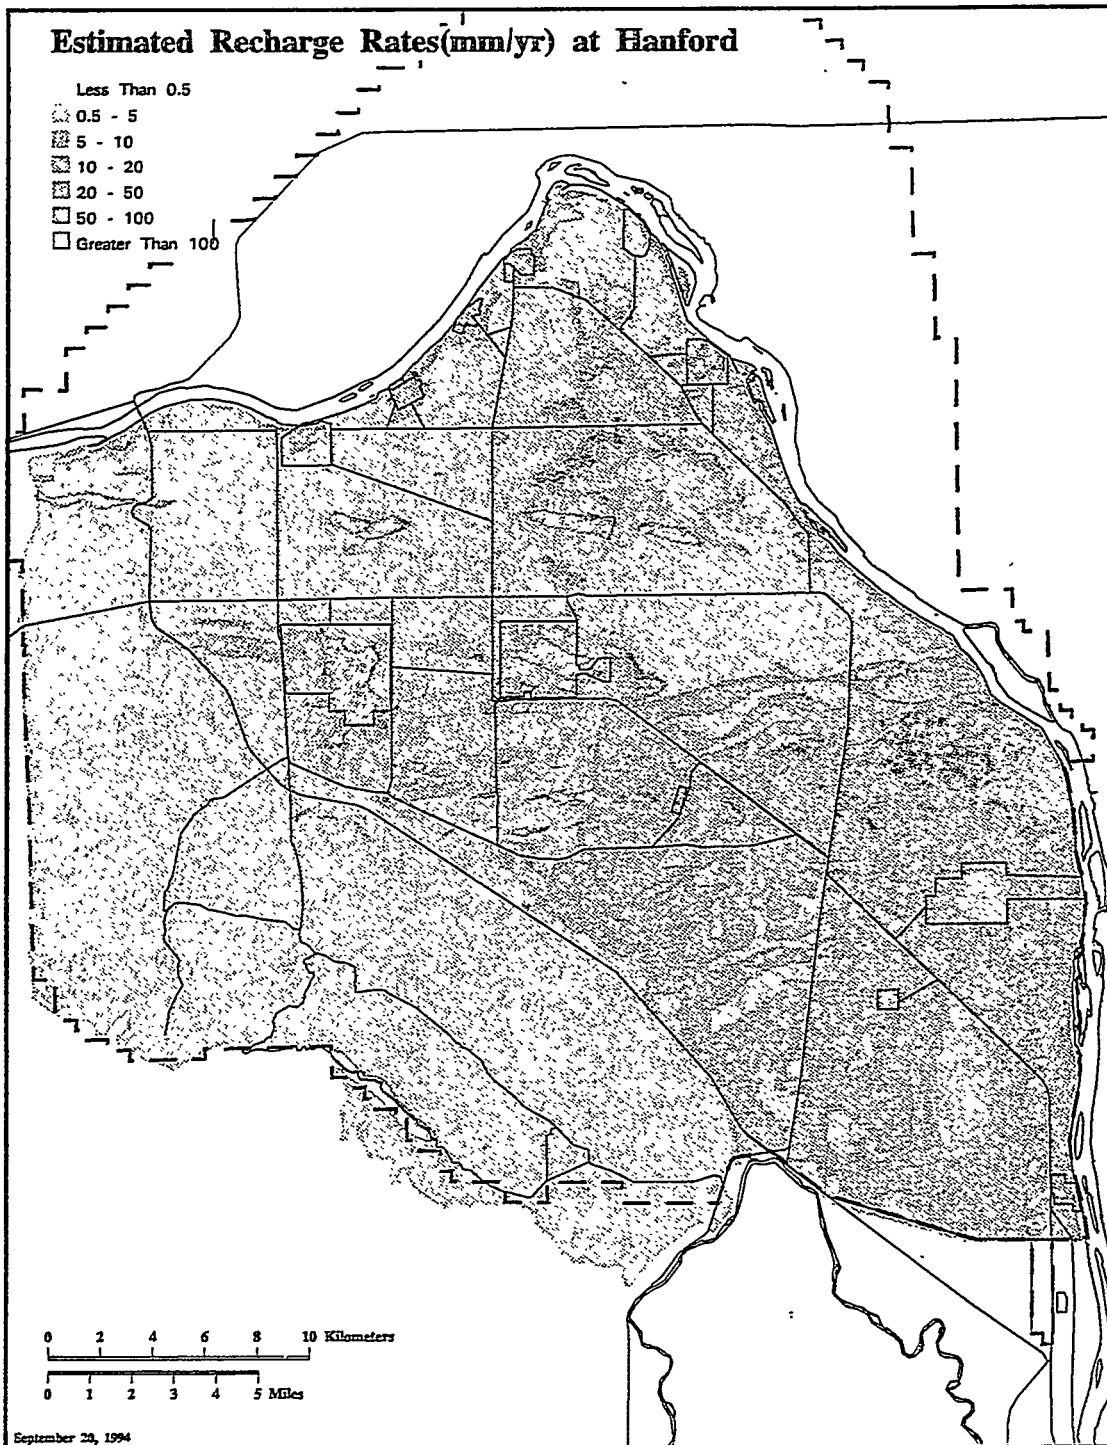 Estimated Recharge Rates(mm/yr) at Hanford
Less Than 0.5
0.5 - 5
5 - 10
10 - 20
20 - 50
50 - 100
Greater Than 100
0 2 4 6 8 10 Kilometers
0 1 2 3 4 5 Miles
September 20, 1994